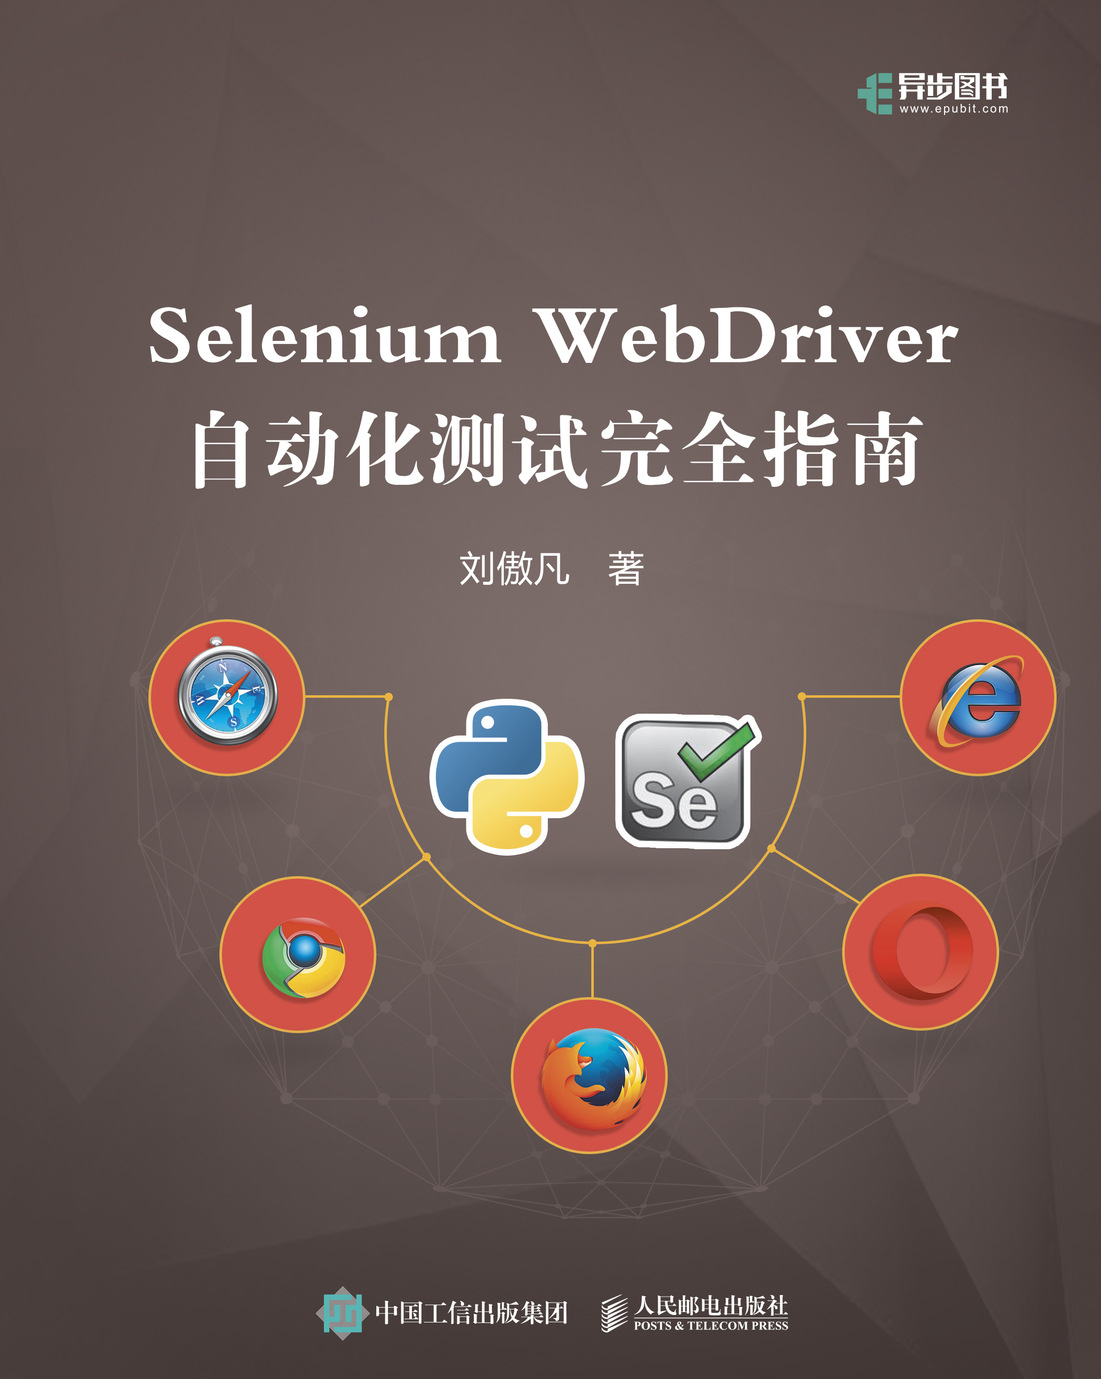 异步图书
www.epubit.com
Selenium WebDriver
自动化测试完全指南
刘傲凡 著
N
E
S
W
Se
中国工信出版集团
人民邮电出版社
POSTS & TELECOM PRESS